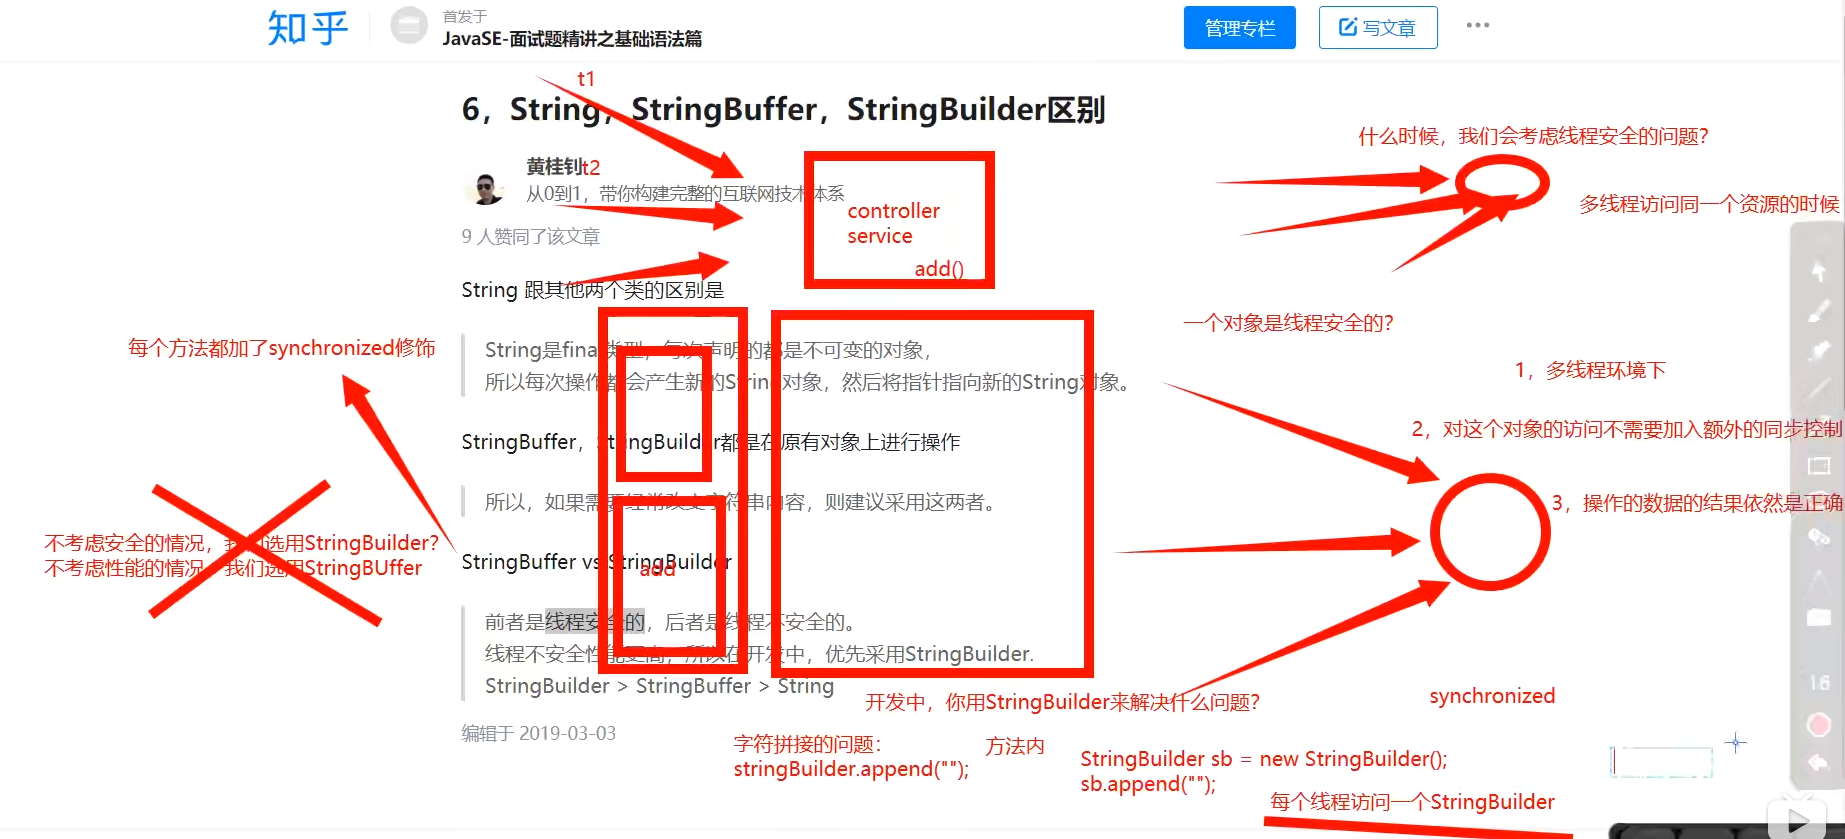 知乎
首发于
JavaSE-面试题精讲之基础语法篇
管理专栏
写文章
t1
6，String，StringBuffer，StringBuilder区别
什么时候，我们会考虑线程安全的问题？
黄桂钊t2
从0到1，带你构建完整的互联网技术体系
多线程访问同一个资源的时候
controller
service
9 人赞同了该文章
add()
String 跟其他两个类的区别是
一个对象是线程安全的？
每个方法都加了synchronized修饰
String是final类型，每次声明的都是不可变的对象，
1，多线程环境下
所以每次操作都会产生新的String对象，然后将指针指向新的String对象。
2，对这个对象的访问不需要加入额外的同步控制
StringBuffer，StringBuilder都是在原有对象上进行操作
所以，如果需要经常改变字符串内容，则建议采用这两者。
3，操作的数据的结果依然是正确
不考虑安全的情况，我们选用StringBuilder？
不考虑性能的情况，我们选用StringBUffer
StringBuffer vs StringBuilder
add
前者是线程安全的，后者是线程不安全的。
线程不安全性能更高，所以在开发中，优先采用StringBuilder.
StringBuilder > StringBuffer > String
开发中，你用StringBuilder来解决什么问题？
synchronized
编辑于 2019-03-03
字符拼接的问题：
stringBuilder.append("");
方法内
StringBuilder sb = new StringBuilder();
sb.append("");
每个线程访问一个StringBuilder
16